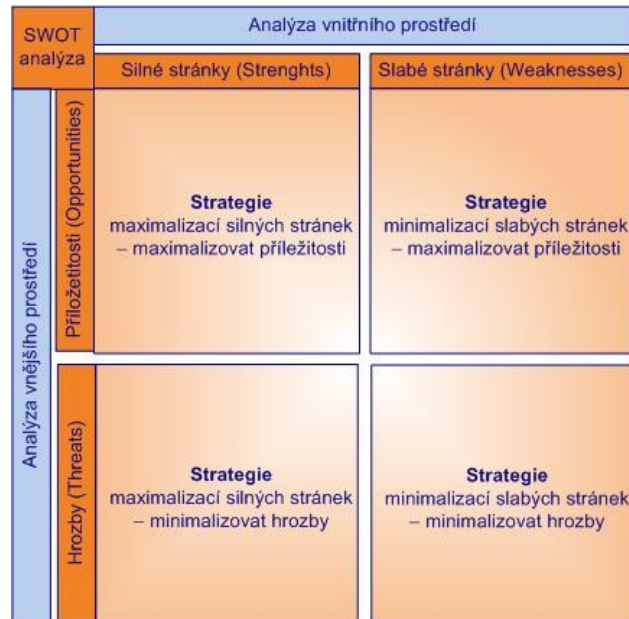 SWOT
analýza
Analýza vnitřního prostředí
Silné stránky (Strenghts)
Slabé stránky (Weaknesses)
Analýza vnějšího prostředí
Příložetitosti (Opportunities)
Strategie
maximalizací silných stránek
– maximalizovat příležitosti
Strategie
minimalizací slabých stránek
– maximalizovat příležitosti
Hrozby (Threats)
Strategie
maximalizací silných stránek
– minimalizovat hrozby
Strategie
minimalizací slabých stránek
– minimalizovat hrozby